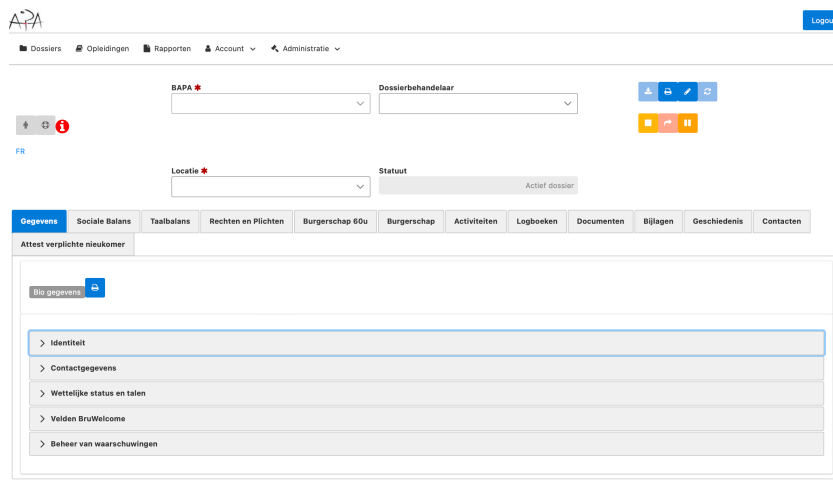 AiPA
Logou
Dossiers Opleidingen Rapporten Account Administratie
BAPA * Dossierbehandelaar
FR
Locatie * Statuut
Actief dossier
Gegevens Sociale Balans Taalbalans Rechten en Plichten Burgerschap 60u Burgerschap Activiteiten Logboeken Documenten Bijlagen Geschiedenis Contacten
Attest verplichte nieukomer
Bio gegevens
Identiteit
Contactgegevens
Wettelijke status en talen
Velden BruWelcome
Beheer van waarschuwingen